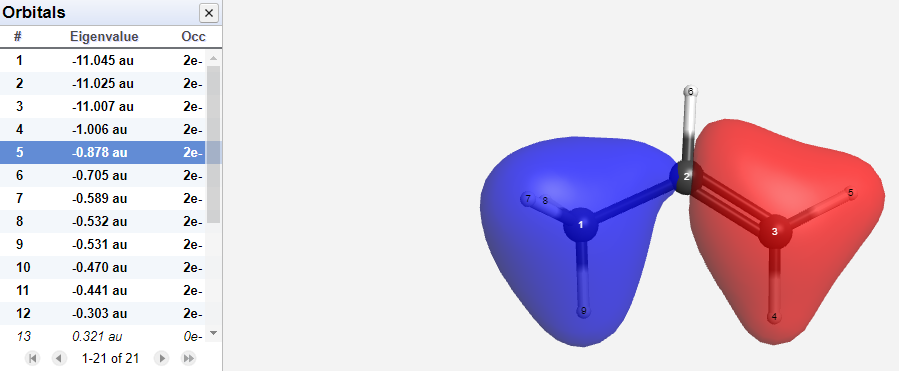 Orbitals
# Eigenvalue Occ
1 -11.045 au 2e-
2 -11.025 au 2e-
3 -11.007 au 2e-
4 -1.006 au 2e-
5 -0.878 au 2e-
6 -0.705 au 2e-
7 -0.589 au 2e-
8 -0.532 au 2e-
9 -0.531 au 2e-
10 -0.470 au 2e-
11 -0.441 au 2e-
12 -0.303 au 2e-
13 0.321 au 0e-
1-21 of 21
6
2
7 8
5
1
3
9
4